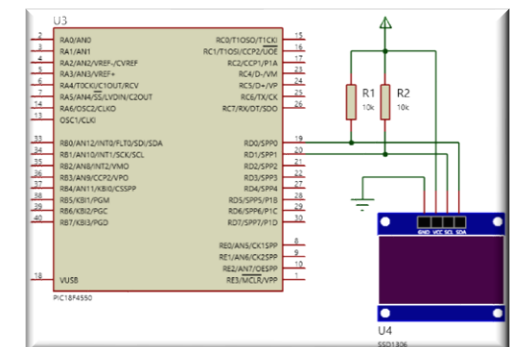 U3
2 RA0/AN0
3 RA1/AN1
4 RA2/AN2/VREF-/CVREF
5 RA3/AN3/VREF+
6 RA4/T0CKI/C1OUT/RCV
7 RA5/AN4/SS/LVDIN/C2OUT
14 RA6/OSC2/CLKO
13 OSC1/CLKI
33 RB0/AN12/INT0/FLT0/SDI/SDA
34 RB1/AN10/INT1/SCK/SCL
35 RB2/AN8/INT2/VMO
36 RB3/AN9/CCP2/VPO
37 RB4/AN11/KBI0/CSSPP
38 RB5/KBI1/PGM
39 RB6/KBI2/PGC
40 RB7/KBI3/PGD
18 VUSB
RC0/T1OSO/T1CKI 15
RC1/T1OSI/CCP2/UOE 16
RC2/CCP1/P1A 17
RC4/D-/VM 23
RC5/D+/VP 24
RC6/TX/CK 25
RC7/RX/DT/SDO 26
RD0/SPP0 19
RD1/SPP1 20
RD2/SPP2 21
RD3/SPP3 22
RD4/SPP4 27
RD5/SPP5/P1B 28
RD6/SPP6/P1C 29
RD7/SPP7/P1D 30
RE0/AN5/CK1SPP 8
RE1/AN6/CK2SPP 9
RE2/AN7/OESPP 10
RE3/MCLR/VPP 1
PIC18F4550
R1
10k
R2
10k
GND VCC SCL SDA
U4
SSD1306